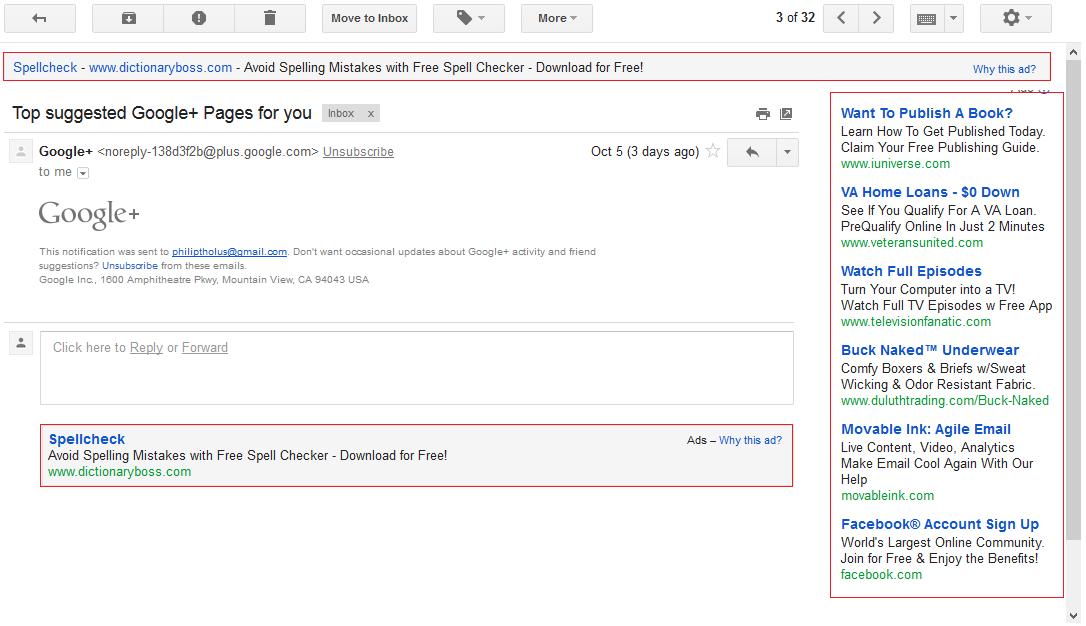 Move to Inbox
More
3 of 32
Spellcheck - www.dictionaryboss.com - Avoid Spelling Mistakes with Free Spell Checker - Download for Free!
Why this ad?
Top suggested Google+ Pages for you
Inbox x
Google+ <noreply-138d3f2b@plus.google.com> Unsubscribe
Oct 5 (3 days ago)
to me
Google+
This notification was sent to philiptholus@gmail.com. Don't want occasional updates about Google+ activity and friend
suggestions? Unsubscribe from these emails.
Google Inc., 1600 Amphitheatre Pkwy, Mountain View, CA 94043 USA
Click here to Reply or Forward
Spellcheck
Ads – Why this ad?
Avoid Spelling Mistakes with Free Spell Checker - Download for Free!
www.dictionaryboss.com
Want To Publish A Book?
Learn How To Get Published Today.
Claim Your Free Publishing Guide.
www.iuniverse.com
VA Home Loans - $0 Down
See If You Qualify For A VA Loan.
PreQualify Online In Just 2 Minutes
www.veteransunited.com
Watch Full Episodes
Turn Your Computer into a TV!
Watch Full TV Episodes w Free App
www.televisionfanatic.com
Buck Naked™ Underwear
Comfy Boxers & Briefs w/Sweat
Wicking & Odor Resistant Fabric.
www.duluthtrading.com/Buck-Naked
Movable Ink: Agile Email
Live Content, Video, Analytics
Make Email Cool Again With Our
Help
movableink.com
Facebook® Account Sign Up
World's Largest Online Community.
Join for Free & Enjoy the Benefits!
facebook.com